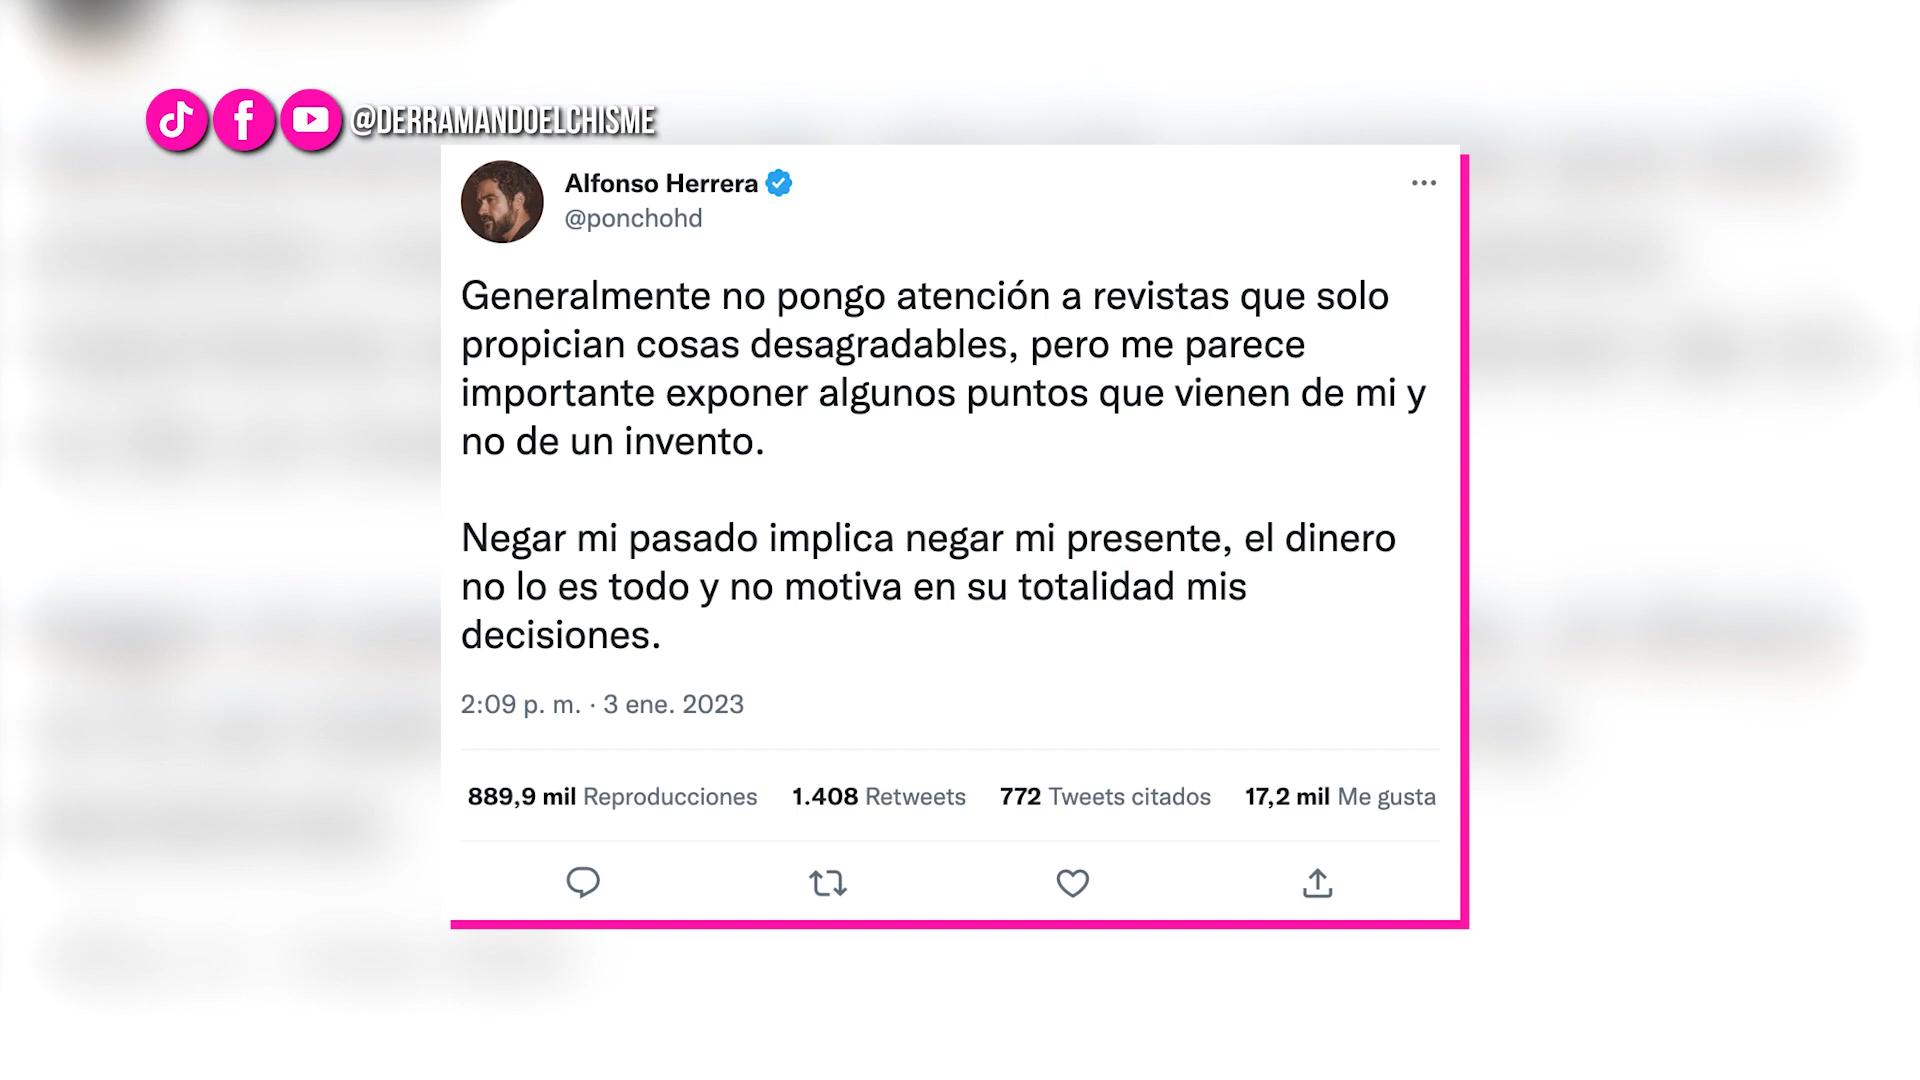 @DERRAMANDOELCHISME
Alfonso Herrera
@ponchohd
Generalmente no pongo atención a revistas que solo
propician cosas desagradables, pero me parece
importante exponer algunos puntos que vienen de mi y
no de un invento.
Negar mi pasado implica negar mi presente, el dinero
no lo es todo y no motiva en su totalidad mis
decisiones.
2:09 p. m. · 3 ene. 2023
889,9 mil Reproducciones 1.408 Retweets 772 Tweets citados 17,2 mil Me gusta